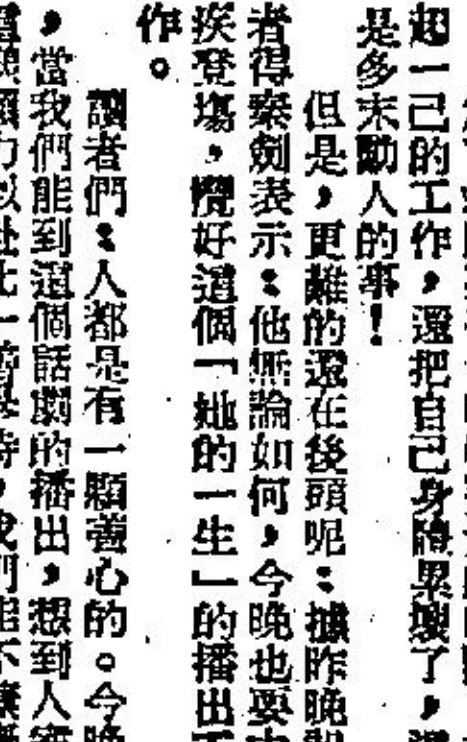 起一己的工作，還把自己身體累壞了，
是多末動人的事！
但是，更難的還在後頭呢：據昨晚
者得蔡劍表示：他無論如何，今晚也要
疾登場，攪好這個「她的一生」的播出
作。
讀者們：人都是有一顆善心的。今
，當我們能到這個話劇的播出，想到人